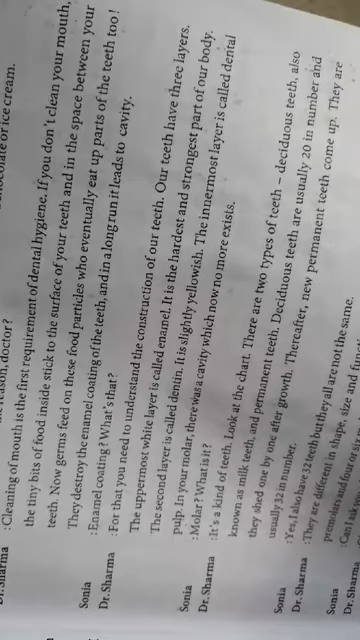 or ice cream.
reason, doctor?
Dr. Sharma :Cleaning of mouth is the first requirement of dental hygiene. If you don't clean your mouth,
the tiny bits of food inside stick to the surface of your teeth and in the space between your
teeth. Now germs feed on these food particles who eventually eat up parts of the teeth too!
They destroy the enamel coating of the teeth, and in a long run it leads to cavity.
Sonia :Enamel coating? What's that?
Dr. Sharma :For that you need to understand the construction of our teeth. Our teeth have three layers.
The uppermost white layer is called enamel. It is the hardest and strongest part of our body.
The second layer is called dentin. It is slightly yellowish. The innermost layer is called dental
pulp. In your molar, there was a cavity which now no more exists.
Sonia :Molar? What is it?
Dr. Sharma :It's a kind of teeth. Look at the chart. There are two types of teeth – deciduous teeth, also
known as milk teeth, and permanent teeth. Deciduous teeth are usually 20 in number, and
they shed one by one after growth. Thereafter, new permanent teeth come up. They are
usually 32 in number.
Sonia :Yes, I also have 32 teeth but they all are not the same.
Dr. Sharma :They are different in shape, size and
premolars and four or six
Sonia :Can I ask
Dr. Sharma